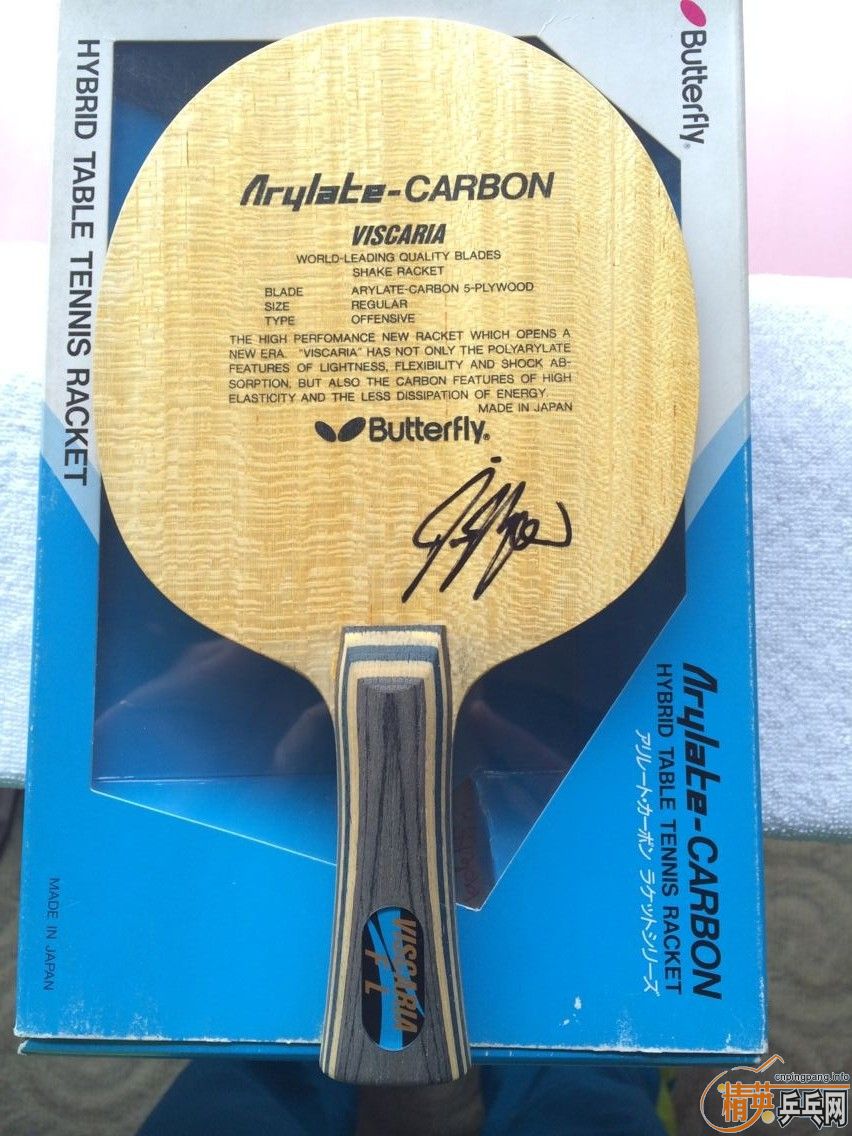 Butterfly®
HYBRID TABLE TENNIS RACKET
Arylate-CARBON
VISCARIA
WORLD-LEADING QUALITY BLADES
SHAKE RACKET
BLADE ARYLATE-CARBON 5-PLYWOOD
SIZE REGULAR
TYPE OFFENSIVE
THE HIGH PERFOMANCE NEW RACKET WHICH OPENS A
NEW ERA. "VISCARIA" HAS NOT ONLY THE POLYARYLATE
FEATURES OF LIGHTNESS, FLEXIBILITY AND SHOCK AB-
SORPTION, BUT ALSO THE CARBON FEATURES OF HIGH
ELASTICITY AND THE LESS DISSIPATION OF ENERGY.
MADE IN JAPAN
Butterfly®
Arylate-CARBON
HYBRID TABLE TENNIS RACKET
アリレート・カーボン ラケットシリーズ
MADE IN JAPAN
VISCARIA
FL
cnpingpang.info
精英乒乓网